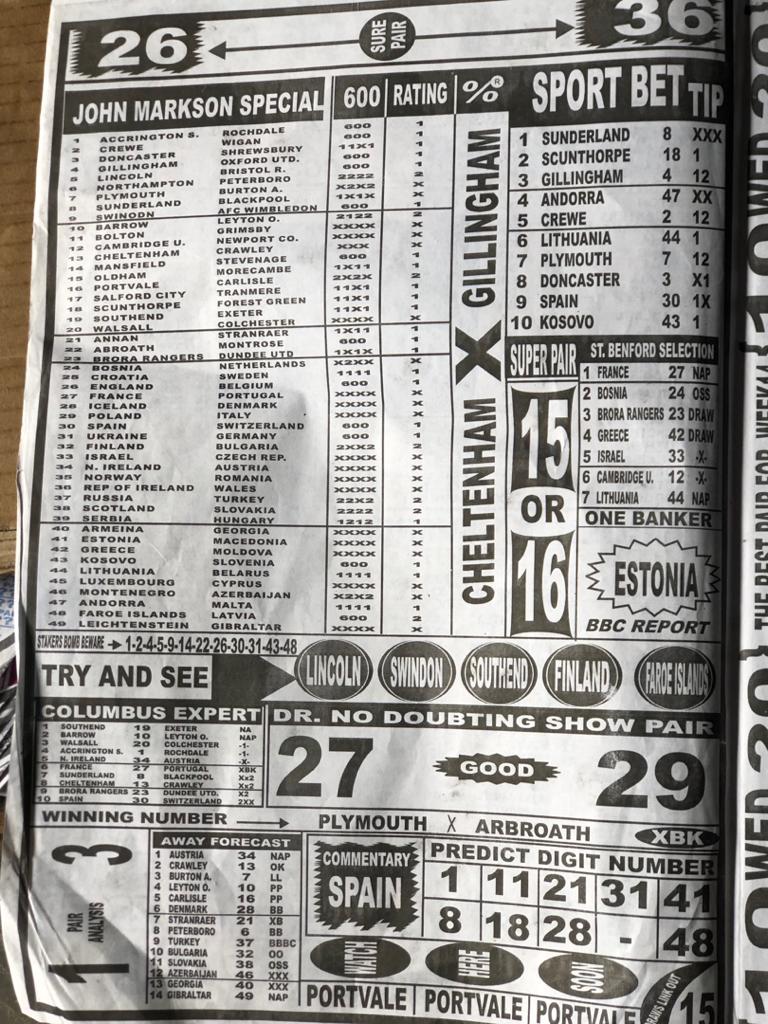 26 SURE PAIR 36
JOHN MARKSON SPECIAL 600 RATING %®
1 ACCRINGTON S. ROCHDALE 600 1
2 CREWE WIGAN 600 1
3 DONCASTER SHREWSBURY 11X1 1
4 GILLINGHAM OXFORD UTD. 600 1
5 LINCOLN BRISTOL R. 600 1
6 NORTHAMPTON PETERBORO 2222 2
7 PLYMOUTH BURTON A. X2X2 X
8 SUNDERLAND BLACKPOOL 1X1X X
9 SWINODN AFC WIMBLEDON 600 1
10 BARROW LEYTON O. 2122 2
11 BOLTON GRIMSBY XXXX X
12 CAMBRIDGE U. NEWPORT CO. XXXX X
13 CHELTENHAM CRAWLEY XXX X
14 MANSFIELD STEVENAGE 600 1
15 OLDHAM MORECAMBE 1X11 1
16 PORTVALE CARLISLE 2X2X 2
17 SALFORD CITY TRANMERE 11X1 1
18 SCUNTHORPE FOREST GREEN 11X1 1
19 SOUTHEND EXETER 11X1 1
20 WALSALL COLCHESTER XXXX X
21 ANNAN STRANRAER 1X11 1
22 ABROATH MONTROSE 600 1
23 BRORA RANGERS DUNDEE UTD 1X1X X
24 BOSNIA NETHERLANDS X2XX X
25 CROATIA SWEDEN 1111 1
26 ENGLAND BELGIUM 600 1
27 FRANCE PORTUGAL XXXX X
28 ICELAND DENMARK XXXX X
29 POLAND ITALY XXXX X
30 SPAIN SWITZERLAND 600 1
31 UKRAINE GERMANY 600 1
32 FINLAND BULGARIA 2XX2 2
33 ISRAEL CZECH REP. XXXX X
34 N. IRELAND AUSTRIA XXXX X
35 NORWAY ROMANIA XXXX X
36 REP OF IRELAND WALES XXXX X
37 RUSSIA TURKEY 22X2 2
38 SCOTLAND SLOVAKIA 2222 2
39 SERBIA HUNGARY 1212 2
40 ARMEINA GEORGIA XXXX X
41 ESTONIA MACEDONIA XXXX X
42 GREECE MOLDOVA XXXX X
43 KOSOVO SLOVENIA 600 1
44 LITHUANIA BELARUS 1111 1
45 LUXEMBOURG CYPRUS XXXX X
46 MONTENEGRO AZERBAIJAN X2X2 X
47 ANDORRA MALTA 1111 1
48 FAROE ISLANDS LATVIA 600 2
49 LEICHTENSTEIN GIBRALTAR XXXX X
CHELTENHAM X GILLINGHAM
SPORT BET TIP
1 SUNDERLAND 8 XXX
2 SCUNTHORPE 18 1
3 GILLINGHAM 4 12
4 ANDORRA 47 XX
5 CREWE 2 12
6 LITHUANIA 44 1
7 PLYMOUTH 7 12
8 DONCASTER 3 X1
9 SPAIN 30 1X
10 KOSOVO 43 1
SUPER PAIR
15
OR
16
ST. BENFORD SELECTION
1 FRANCE 27 NAP
2 BOSNIA 24 OSS
3 BRORA RANGERS 23 DRAW
4 GREECE 42 DRAW
5 ISRAEL 33 -X-
6 CAMBRIDGE U. 12 -X-
7 LITHUANIA 44 NAP
ONE BANKER
ESTONIA
BBC REPORT
STAKERS BOMB BEWARE → 1-2-4-5-9-14-22-26-30-31-43-48
TRY AND SEE LINCOLN SWINDON SOUTHEND FINLAND FAROE ISLANDS
COLUMBUS EXPERT
1 SOUTHEND 19 EXETER NA
2 BARROW 10 LEYTON O. NAP
3 WALSALL 20 COLCHESTER -1-
4 ACCRINGTON S. 1 ROCHDALE -1-
5 N. IRELAND 34 AUSTRIA -X-
6 FRANCE 27 PORTUGAL XBK
7 SUNDERLAND 8 BLACKPOOL Xx2
8 CHELTENHAM 13 CRAWLEY Xx2
9 BRORA RANGERS 23 DUNDEE UTD. X2
10 SPAIN 30 SWITZERLAND 2XX
DR. NO DOUBTING SHOW PAIR
27 GOOD 29
WINNING NUMBER → PLYMOUTH X ARBROATH XBK
1 PAIR ANALYSIS 3
AWAY FORECAST
1 AUSTRIA 34 NAP
2 CRAWLEY 13 OK
3 BURTON A. 7 LL
4 LEYTON O. 10 PP
5 CARLISLE 16 PP
6 DENMARK 28 BB
7 STRANRAER 21 XB
8 PETERBORO 6 BB
9 TURKEY 37 BBBC
10 BULGARIA 32 OO
11 SLOVAKIA 38 OSS
12 AZERBAIJAN 46 XXX
13 GEORGIA 40 XXX
14 GIBRALTAR 49 NAP
COMMENTARY
SPAIN
PREDICT DIGIT NUMBER
1 11 21 31 41
8 18 28 - 48
WATCH HERE SOON
PORTVALE PORTVALE PORTVALE
DRAWS LINK OUT 15
THE BEST PAIR FOR WEEK